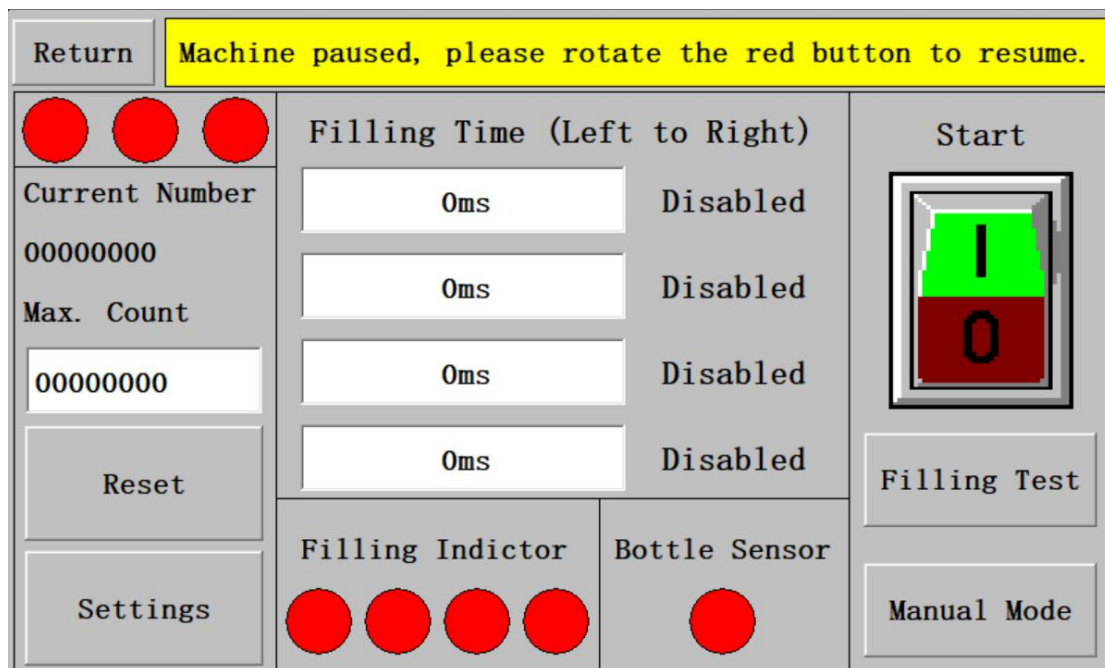 Return
Machine paused, please rotate the red button to resume.
Current Number
00000000
Max. Count
00000000
Reset
Settings
Filling Time (Left to Right)
0ms Disabled
0ms Disabled
0ms Disabled
0ms Disabled
Filling Indictor
Bottle Sensor
Start
I
O
Filling Test
Manual Mode